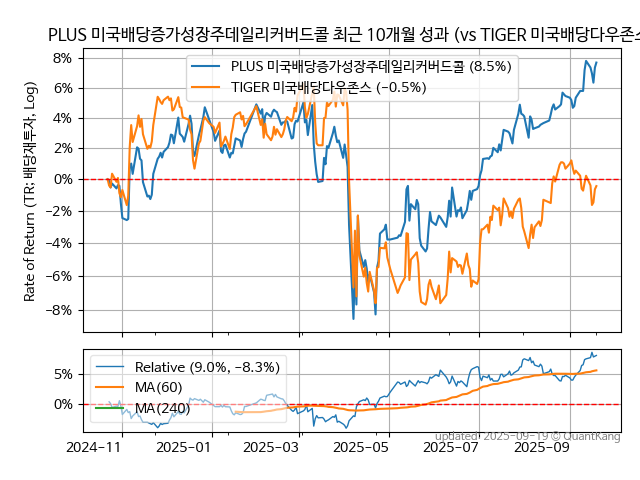 PLUS 미국배당증가성장주데일리커버드콜 최근 10개월 성과 (vs TIGER 미국배당다우존스
PLUS 미국배당증가성장주데일리커버드콜 (8.5%)
TIGER 미국배당다우존스 (−0.5%)
Rate of Return (TR: 배당재투자, Log)
8%
6%
4%
2%
0%
−2%
−4%
−6%
−8%
Relative (9.0%, −8.3%)
MA(60)
MA(240)
5%
0%
2024−11
2025−01
2025−03
2025−05
2025−07
2025−09
updated: 2025−09−19 © QuantKang